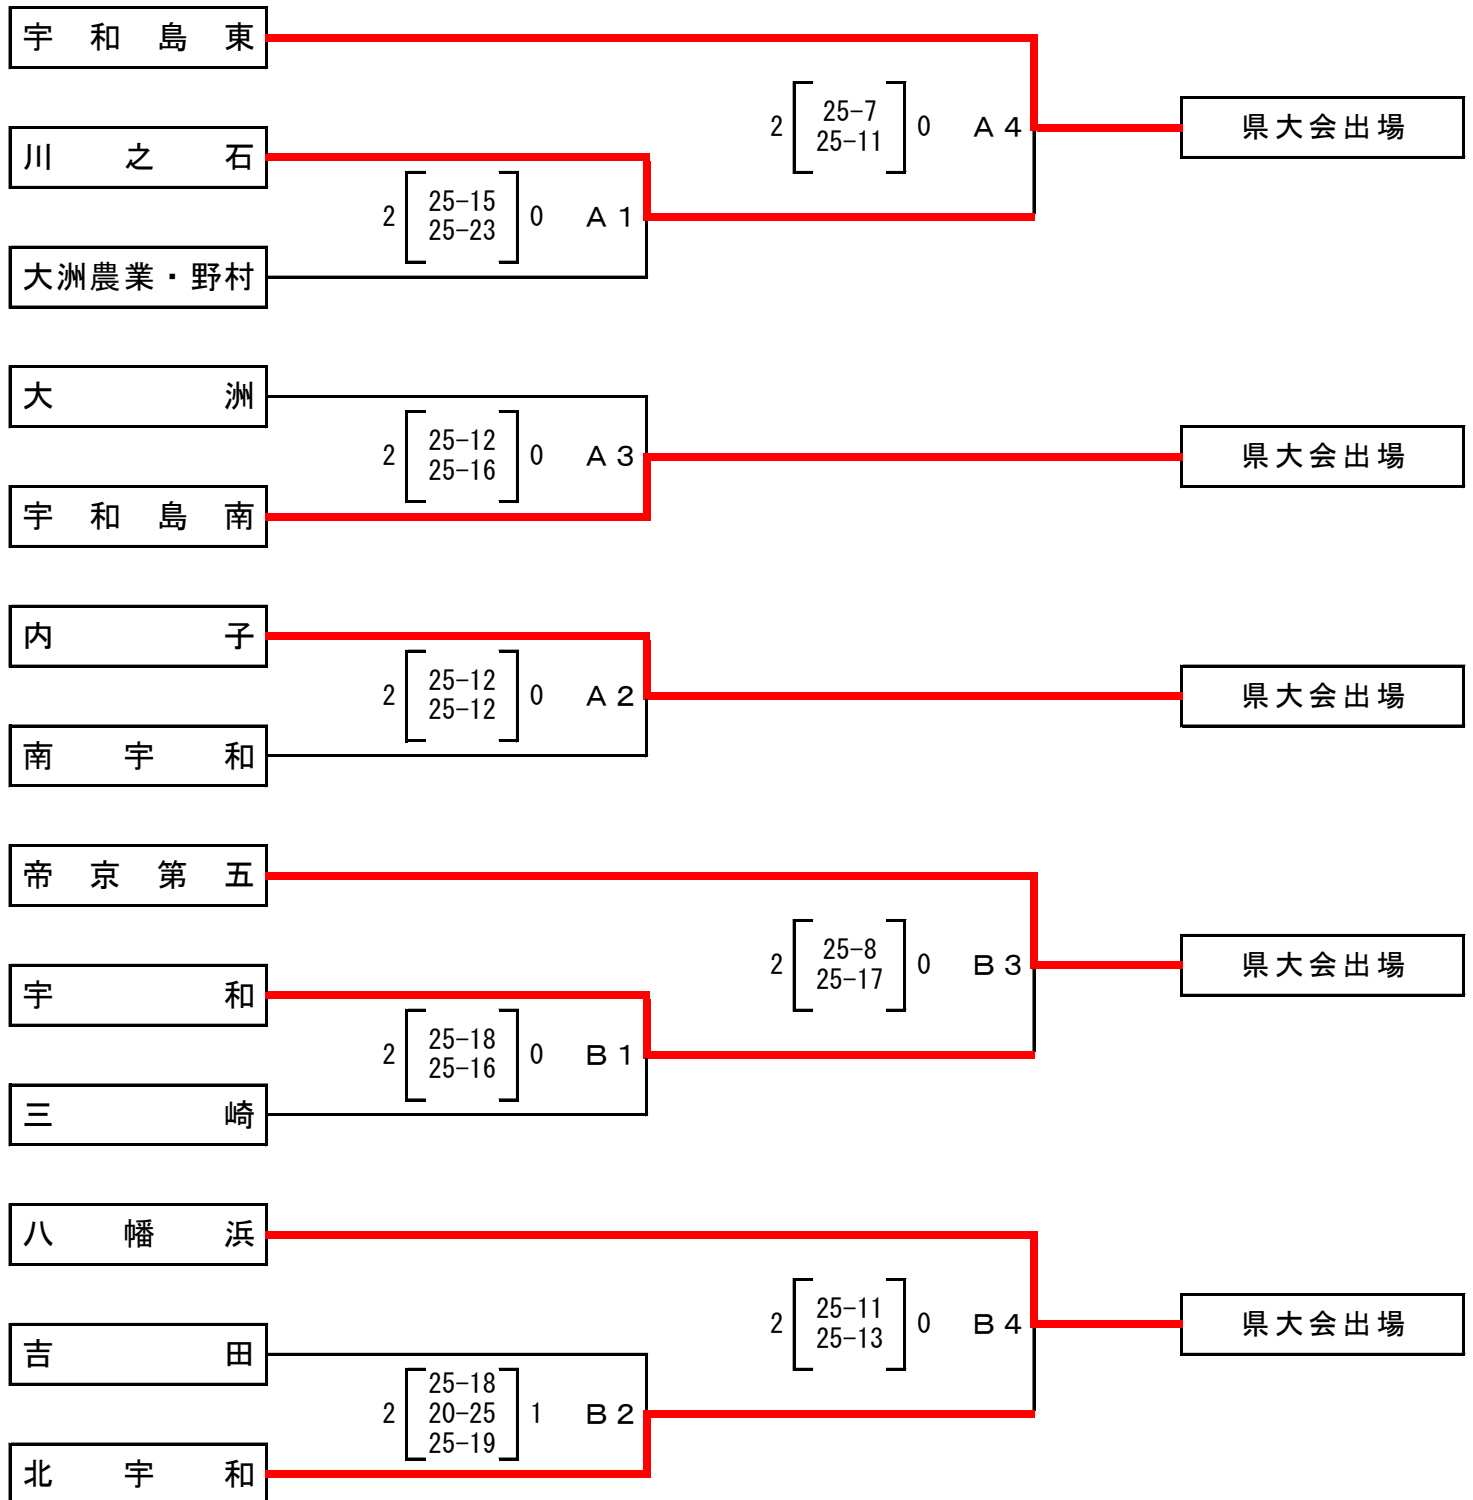 宇和島東
2 25-7 25-11 0 A4
県大会出場
川之石
2 25-15 25-23 0 A1
大洲農業・野村
大洲
2 25-12 25-16 0 A3
県大会出場
宇和島南
内子
2 25-12 25-12 0 A2
県大会出場
南宇和
帝京第五
2 25-8 25-17 0 B3
県大会出場
宇和
2 25-18 25-16 0 B1
三崎
八幡浜
2 25-11 25-13 0 B4
県大会出場
吉田
2 25-18 20-25 25-19 1 B2
北宇和